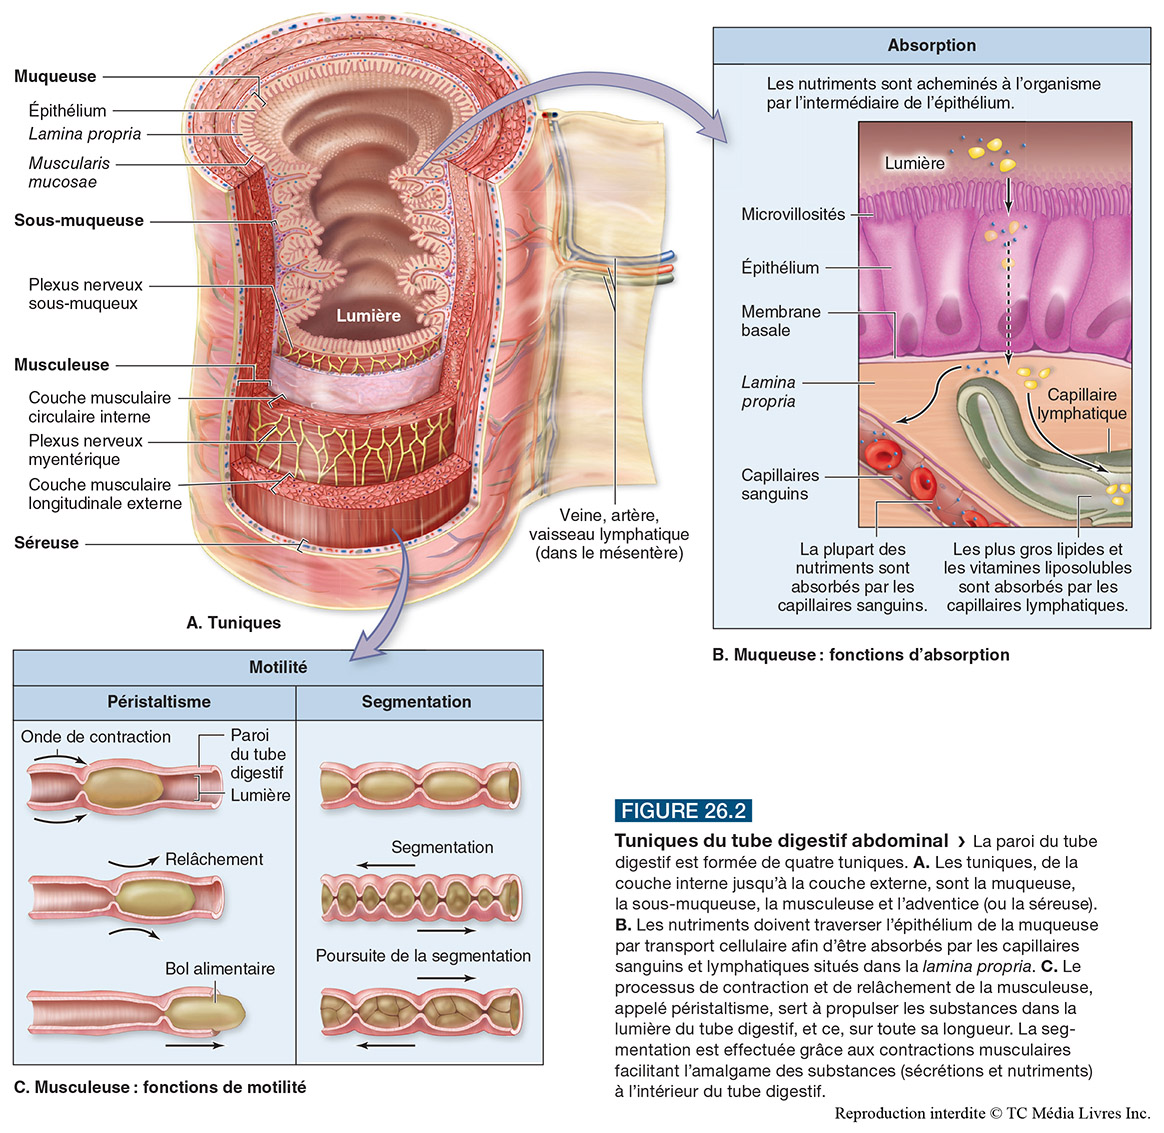 Muqueuse
Épithélium
Lamina propria
Muscularis
mucosae
Sous-muqueuse
Plexus nerveux
sous-muqueux
Lumière
Musculeuse
Couche musculaire
circulaire interne
Plexus nerveux
myentérique
Couche musculaire
longitudinale externe
Séreuse
Veine, artère,
vaisseau lymphatique
(dans le mésentère)
A. Tuniques
Absorption
Les nutriments sont acheminés à l’organisme
par l’intermédiaire de l’épithélium.
Lumière
Microvillosités
Épithélium
Membrane
basale
Lamina
propria
Capillaire
lymphatique
Capillaires
sanguins
La plupart des
nutriments sont
absorbés par les
capillaires sanguins.
Les plus gros lipides et
les vitamines liposolubles
sont absorbés par les
capillaires lymphatiques.
B. Muqueuse : fonctions d’absorption
Motilité
Péristaltisme
Segmentation
Onde de contraction
Paroi
du tube
digestif
Lumière
Relâchement
Bol alimentaire
Segmentation
Poursuite de la segmentation
C. Musculeuse : fonctions de motilité
FIGURE 26.2
Tuniques du tube digestif abdominal › La paroi du tube
digestif est formée de quatre tuniques. A. Les tuniques, de la
couche interne jusqu’à la couche externe, sont la muqueuse,
la sous-muqueuse, la musculeuse et l’adventice (ou la séreuse).
B. Les nutriments doivent traverser l’épithélium de la muqueuse
par transport cellulaire afin d’être absorbés par les capillaires
sanguins et lymphatiques situés dans la lamina propria. C. Le
processus de contraction et de relâchement de la musculeuse,
appelé péristaltisme, sert à propulser les substances dans la
lumière du tube digestif, et ce, sur toute sa longueur. La seg-
mentation est effectuée grâce aux contractions musculaires
facilitant l’amalgame des substances (sécrétions et nutriments)
à l’intérieur du tube digestif.
Reproduction interdite © TC Média Livres Inc.